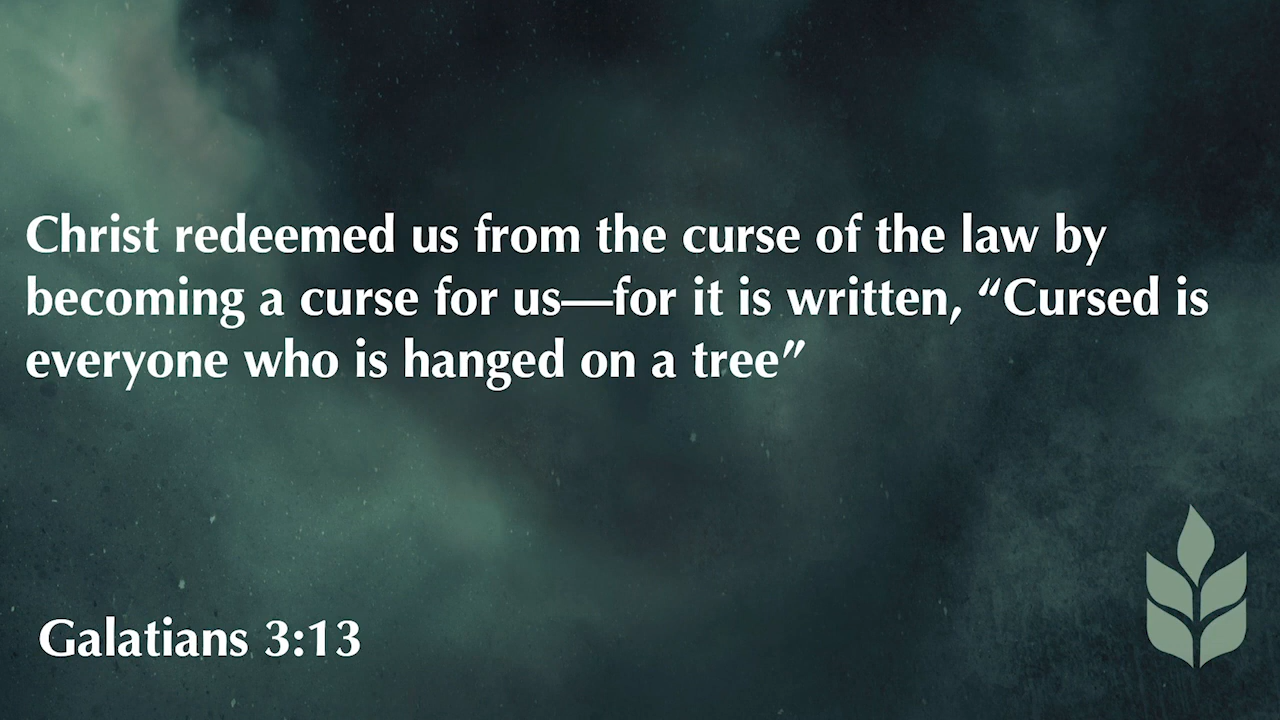 Christ redeemed us from the curse of the law by
becoming a curse for us—for it is written, “Cursed is
everyone who is hanged on a tree”
Galatians 3:13